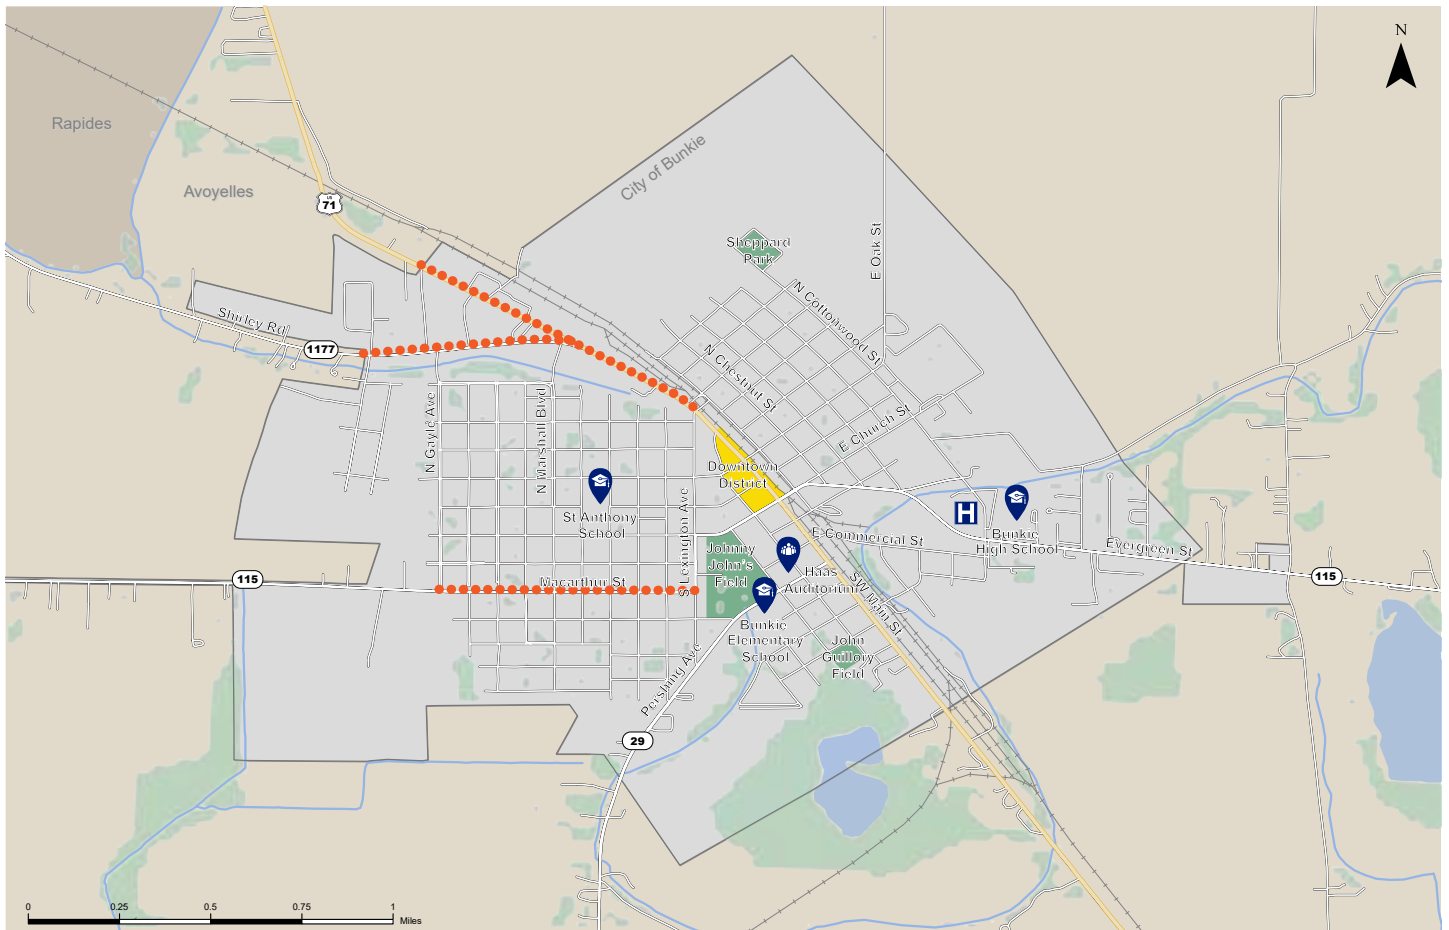 N
Rapides
City of Bunkie
Avoyelles
US
71
E Oak St
Sheppard
Park
N Cottonwood St
Shirley Rd
1177
N Chestnut St
N Gayle Ave
N Marshall Blvd
E Church St
Downtown
District
St Anthony
School
S Lexington Ave
H
Bunkie
High School
E Commercial St
Evergreen St
Johnny
John's
Field
115
Macarthur St
Haas
Auditorium
SW Main St
115
Bunkie
Elementary
School
John
Guillory
Field
Pershing Ave
29
0
0.25
0.5
0.75
1
Miles